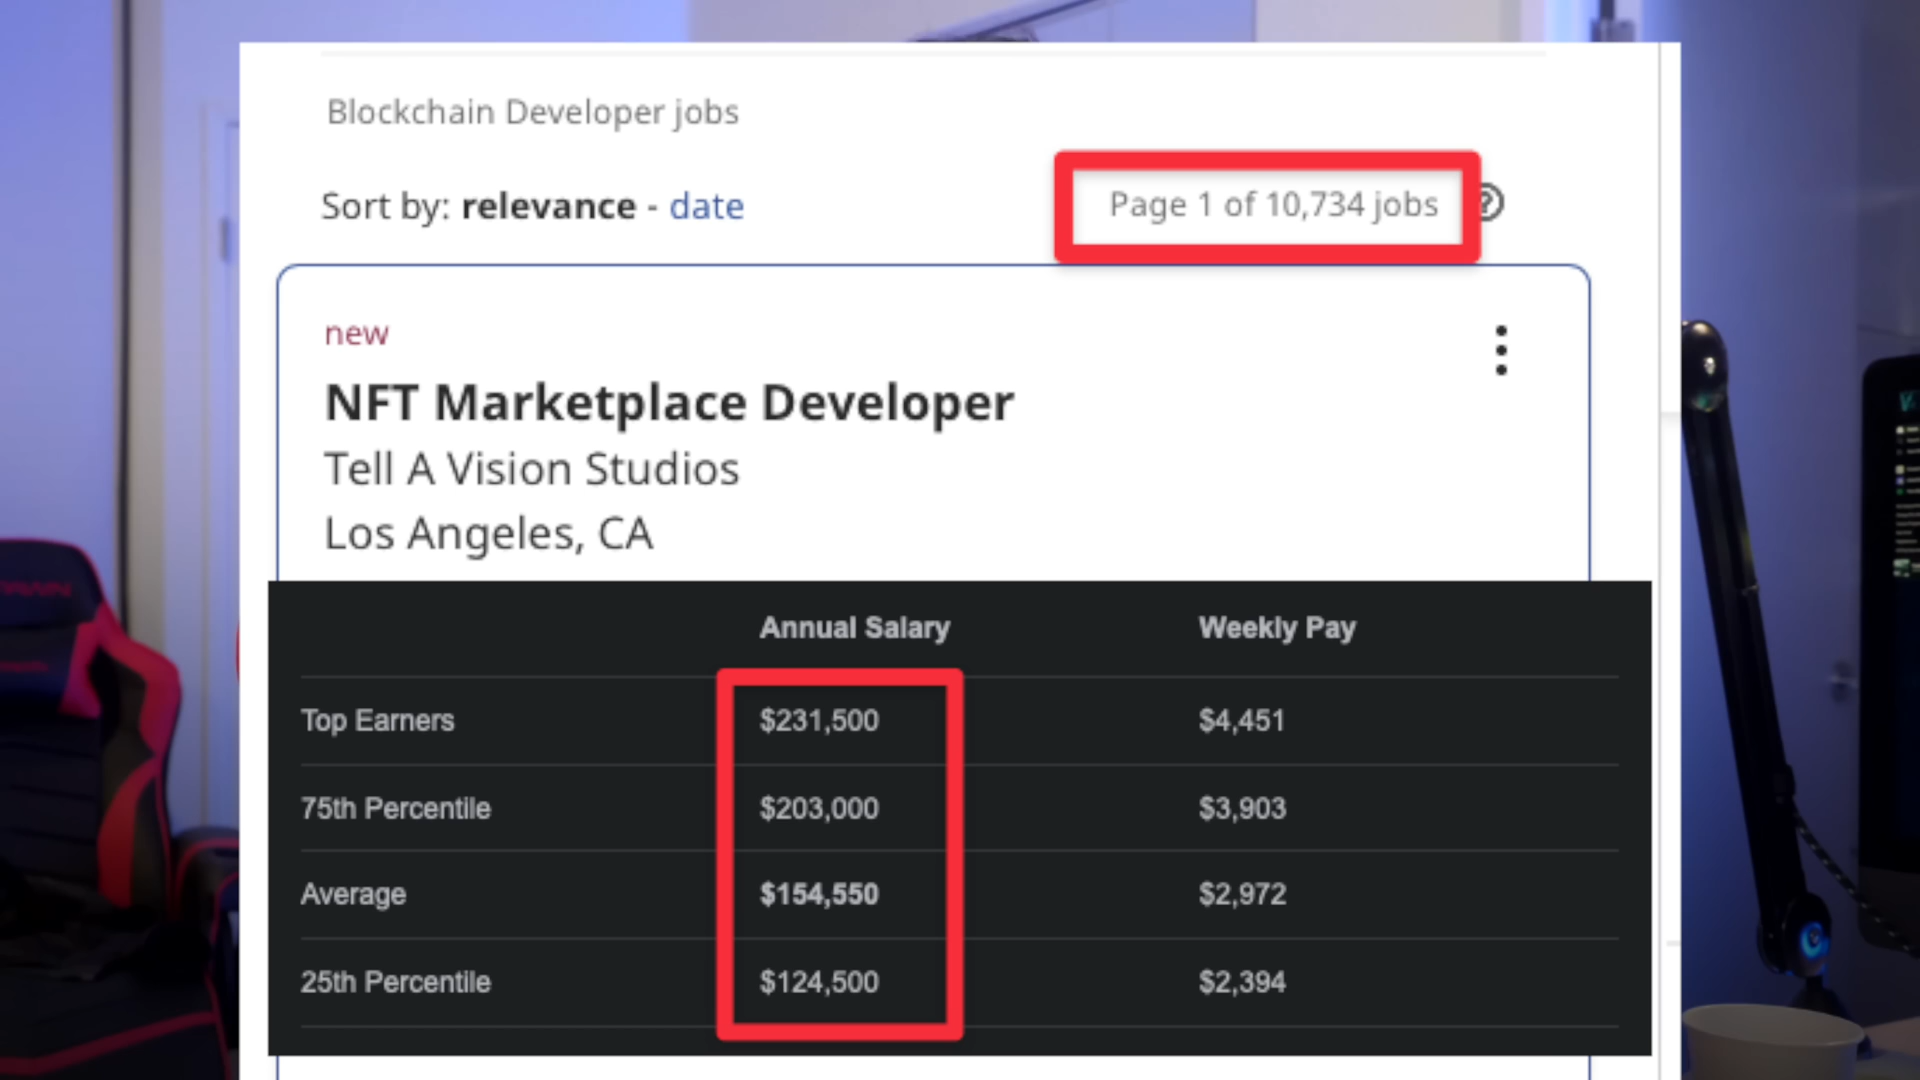 Blockchain Developer jobs
Sort by: relevance - date
Page 1 of 10,734 jobs
new
NFT Marketplace Developer
Tell A Vision Studios
Los Angeles, CA
Annual Salary Weekly Pay
Top Earners $231,500 $4,451
75th Percentile $203,000 $3,903
Average $154,550 $2,972
25th Percentile $124,500 $2,394